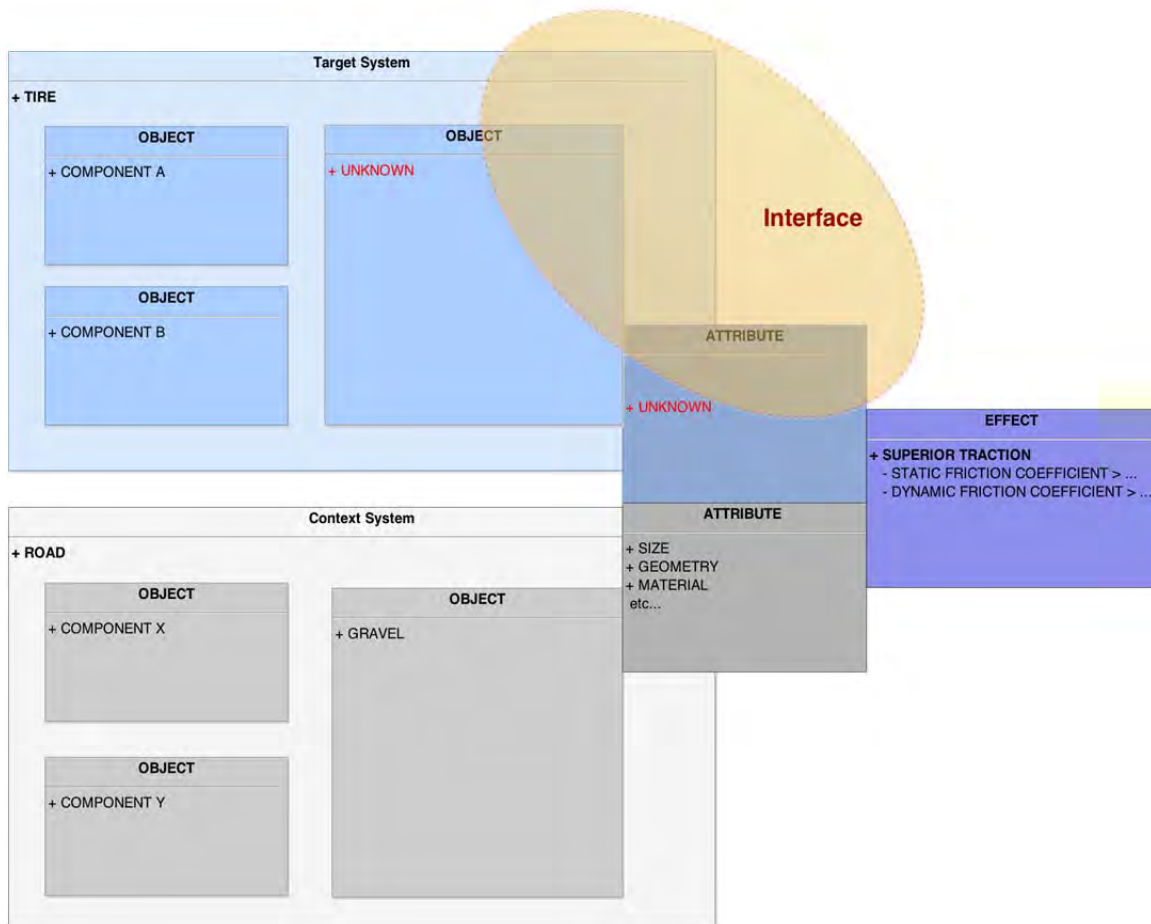 Target System
+ TIRE
OBJECT
+ COMPONENT A
OBJECT
+ UNKNOWN
OBJECT
+ COMPONENT B
Interface
ATTRIBUTE
+ UNKNOWN
EFFECT
+ SUPERIOR TRACTION
- STATIC FRICTION COEFFICIENT > ...
- DYNAMIC FRICTION COEFFICIENT > ...
Context System
+ ROAD
OBJECT
+ COMPONENT X
OBJECT
+ GRAVEL
OBJECT
+ COMPONENT Y
ATTRIBUTE
+ SIZE
+ GEOMETRY
+ MATERIAL
etc...